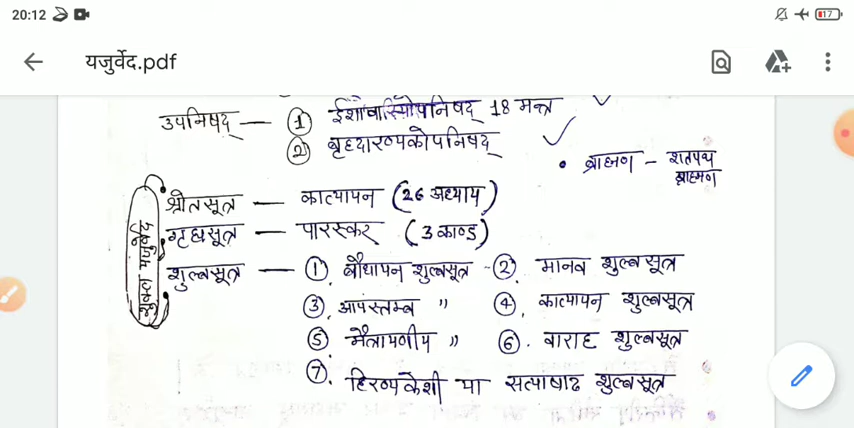 20:12
17
यजुर्वेद.pdf
उपनिषद् — ① ईशावास्योपनिषद् 18 मन्त्र
② बृहदारण्यकोपनिषद्
• ब्राह्मण - शतपथ
ब्राह्मण
शुक्ल यजुर्वेद
श्रौतसूत्र — कात्यायन (26 अध्याय)
गृह्यसूत्र — पारस्कर (3 काण्ड)
शुल्बसूत्र — ① बौधायन शुल्बसूत्र - ② मानव शुल्बसूत्र
③. आपस्तम्ब " ④. कात्यायन शुल्बसूत्र
⑤ मैत्रायणीय " ⑥. वाराह शुल्बसूत्र
⑦. हिरण्यकेशी या सत्याषाढ शुल्बसूत्र